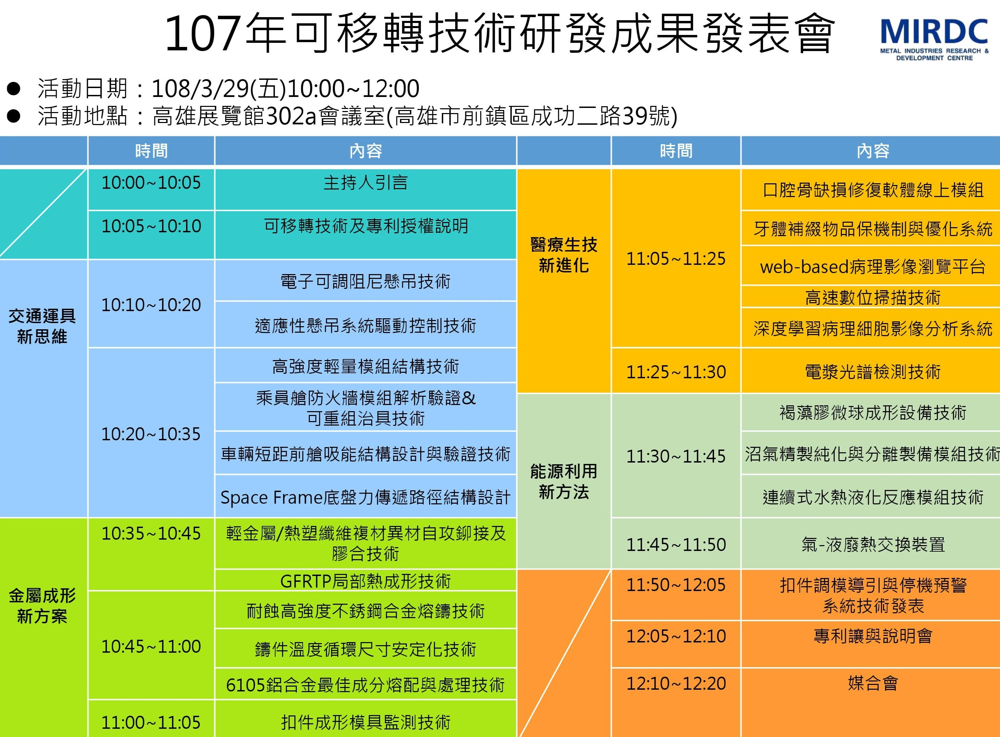 107年可移轉技術研發成果發表會
MIRDC
METAL INDUSTRIES RESEARCH &
DEVELOPMENT CENTRE
● 活動日期：108/3/29(五)10:00~12:00
● 活動地點：高雄展覽館302a會議室(高雄市前鎮區成功二路39號)
時間
內容
10:00~10:05
主持人引言
10:05~10:10
可移轉技術及專利授權說明
交通運具
新思維
10:10~10:20
電子可調阻尼懸吊技術
適應性懸吊系統驅動控制技術
10:20~10:35
高強度輕量模組結構技術
乘員艙防火牆模組解析驗證&
可重組治具技術
車輛短距前艙吸能結構設計與驗證技術
Space Frame底盤力傳遞路徑結構設計
金屬成形
新方案
10:35~10:45
輕金屬/熱塑纖維複材異材自攻鉚接及
膠合技術
GFRTP局部熱成形技術
10:45~11:00
耐蝕高強度不銹鋼合金熔鑄技術
鑄件溫度循環尺寸安定化技術
6105鋁合金最佳成分熔配與處理技術
11:00~11:05
扣件成形模具監測技術
時間
內容
醫療生技
新進化
11:05~11:25
口腔骨缺損修復軟體線上模組
牙體補綴物品保機制與優化系統
web-based病理影像瀏覽平台
高速數位掃描技術
深度學習病理細胞影像分析系統
11:25~11:30
電漿光譜檢測技術
能源利用
新方法
11:30~11:45
褐藻膠微球成形設備技術
沼氣精製純化與分離製備模組技術
連續式水熱液化反應模組技術
11:45~11:50
氣-液廢熱交換裝置
11:50~12:05
扣件調模導引與停機預警
系統技術發表
12:05~12:10
專利讓與說明會
12:10~12:20
媒合會